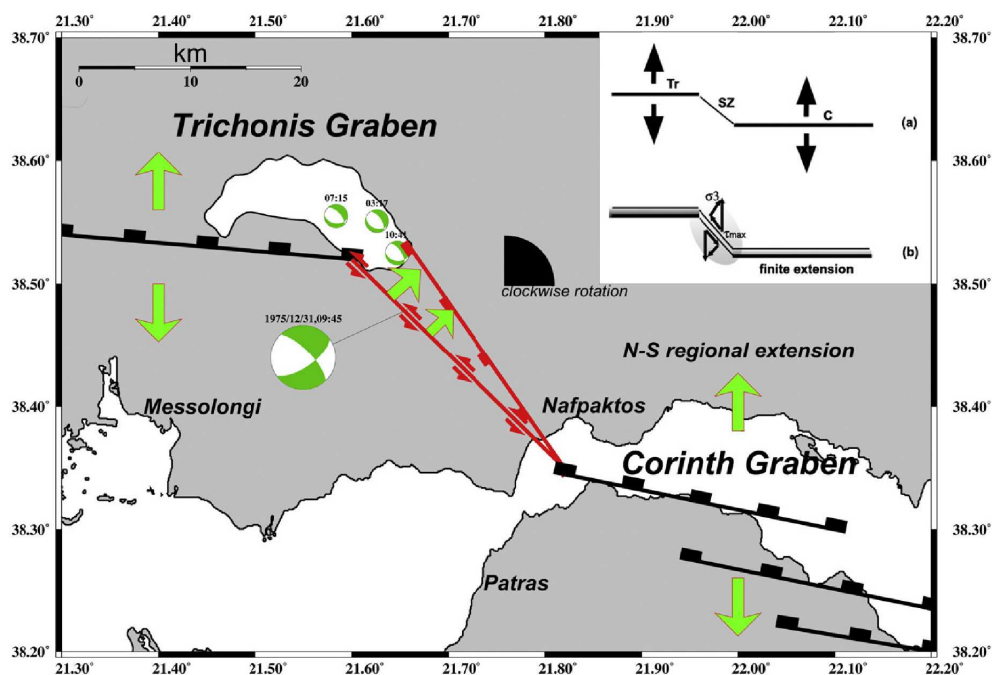 21.30° 21.40° 21.50° 21.60° 21.70° 21.80° 21.90° 22.00° 22.10° 22.20°
38.70° 38.70°
km
0 10 20
Tr
SZ
C
(a)
Trichonis Graben
38.60° 38.60°
07:15
03:17
10:41
σ3
τmax
(b)
finite extension
38.50° 38.50°
clockwise rotation
1975/12/31,09:45
N-S regional extension
38.40° 38.40°
Messolongi
Nafpaktos
Corinth Graben
38.30° 38.30°
Patras
38.20° 38.20°
21.30° 21.40° 21.50° 21.60° 21.70° 21.80° 21.90° 22.00° 22.10° 22.20°